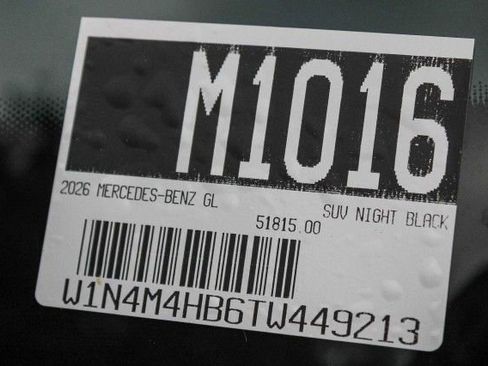 M1016
2026 MERCEDES-BENZ GL
SUV NIGHT BLACK
51815.00
W1N4M4HB6TW449213